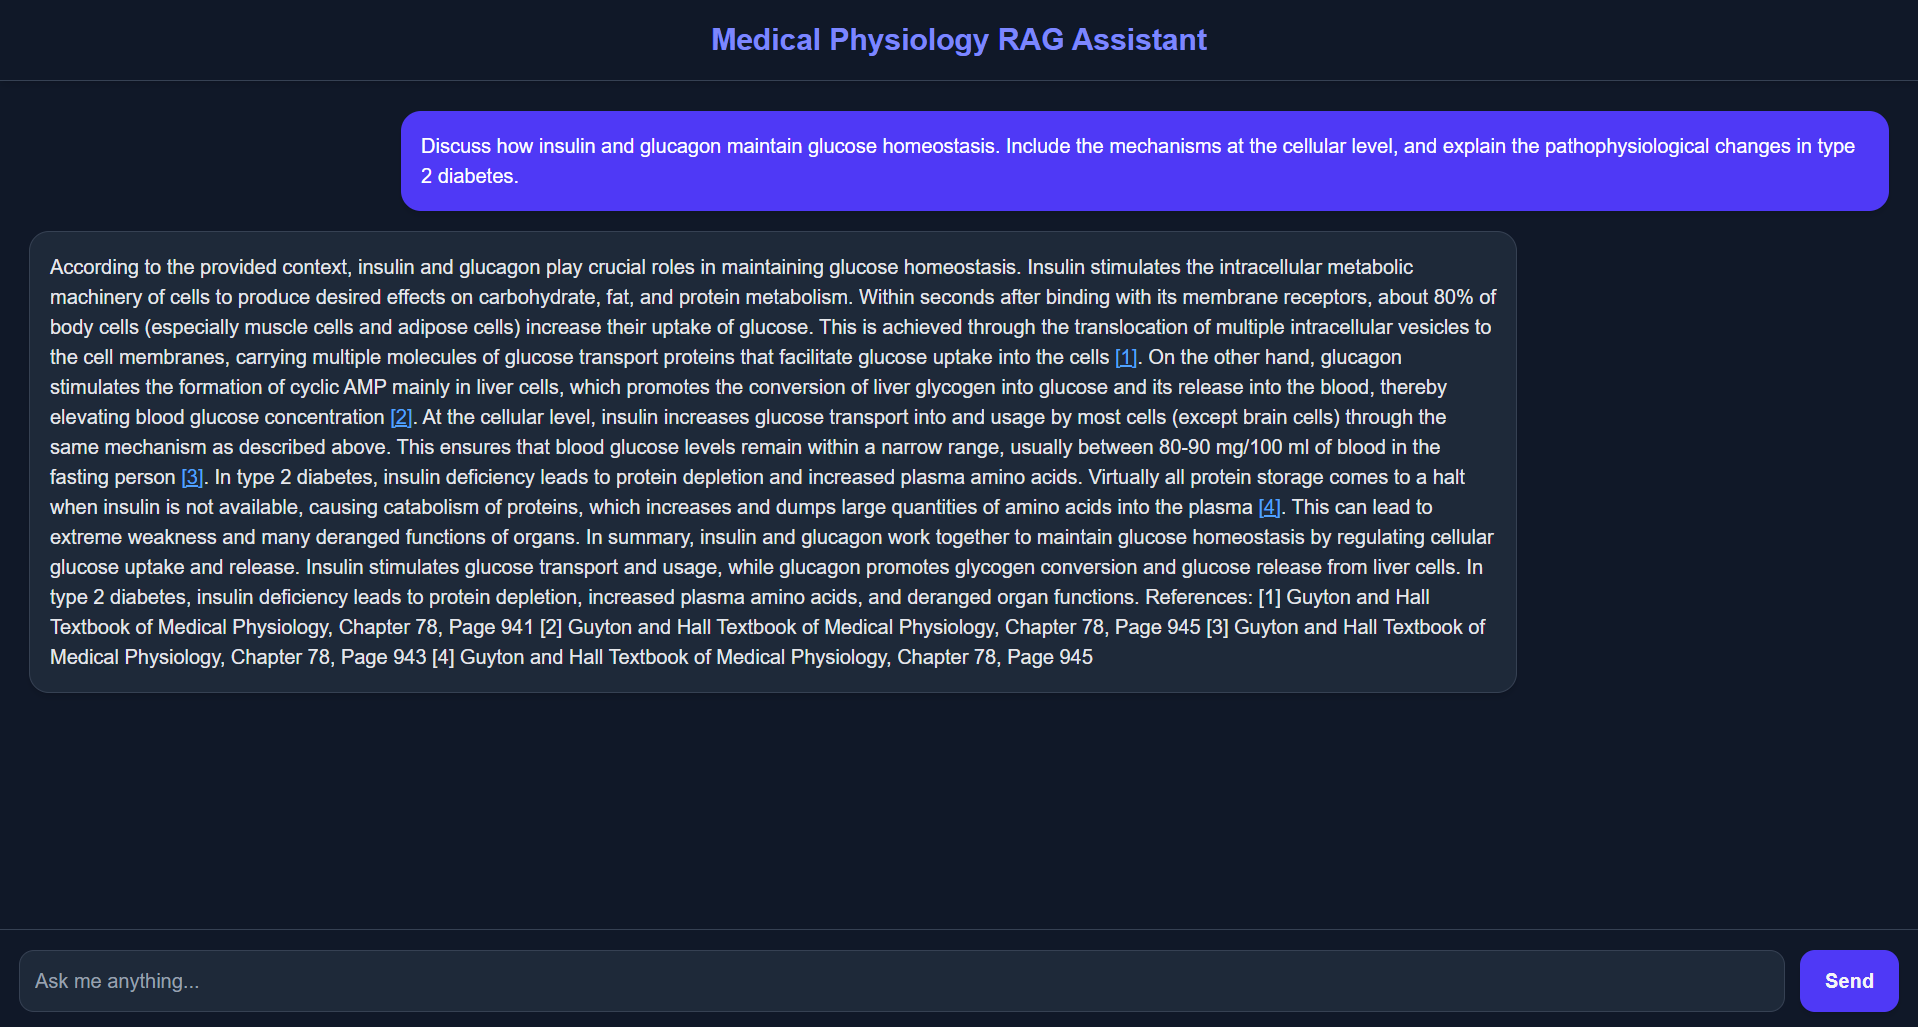 Medical Physiology RAG Assistant
Discuss how insulin and glucagon maintain glucose homeostasis. Include the mechanisms at the cellular level, and explain the pathophysiological changes in type
2 diabetes.
According to the provided context, insulin and glucagon play crucial roles in maintaining glucose homeostasis. Insulin stimulates the intracellular metabolic
machinery of cells to produce desired effects on carbohydrate, fat, and protein metabolism. Within seconds after binding with its membrane receptors, about 80% of
body cells (especially muscle cells and adipose cells) increase their uptake of glucose. This is achieved through the translocation of multiple intracellular vesicles to
the cell membranes, carrying multiple molecules of glucose transport proteins that facilitate glucose uptake into the cells [1]. On the other hand, glucagon
stimulates the formation of cyclic AMP mainly in liver cells, which promotes the conversion of liver glycogen into glucose and its release into the blood, thereby
elevating blood glucose concentration [2]. At the cellular level, insulin increases glucose transport into and usage by most cells (except brain cells) through the
same mechanism as described above. This ensures that blood glucose levels remain within a narrow range, usually between 80-90 mg/100 ml of blood in the
fasting person [3]. In type 2 diabetes, insulin deficiency leads to protein depletion and increased plasma amino acids. Virtually all protein storage comes to a halt
when insulin is not available, causing catabolism of proteins, which increases and dumps large quantities of amino acids into the plasma [4]. This can lead to
extreme weakness and many deranged functions of organs. In summary, insulin and glucagon work together to maintain glucose homeostasis by regulating cellular
glucose uptake and release. Insulin stimulates glucose transport and usage, while glucagon promotes glycogen conversion and glucose release from liver cells. In
type 2 diabetes, insulin deficiency leads to protein depletion, increased plasma amino acids, and deranged organ functions. References: [1] Guyton and Hall
Textbook of Medical Physiology, Chapter 78, Page 941 [2] Guyton and Hall Textbook of Medical Physiology, Chapter 78, Page 945 [3] Guyton and Hall Textbook of
Medical Physiology, Chapter 78, Page 943 [4] Guyton and Hall Textbook of Medical Physiology, Chapter 78, Page 945
Ask me anything...
Send